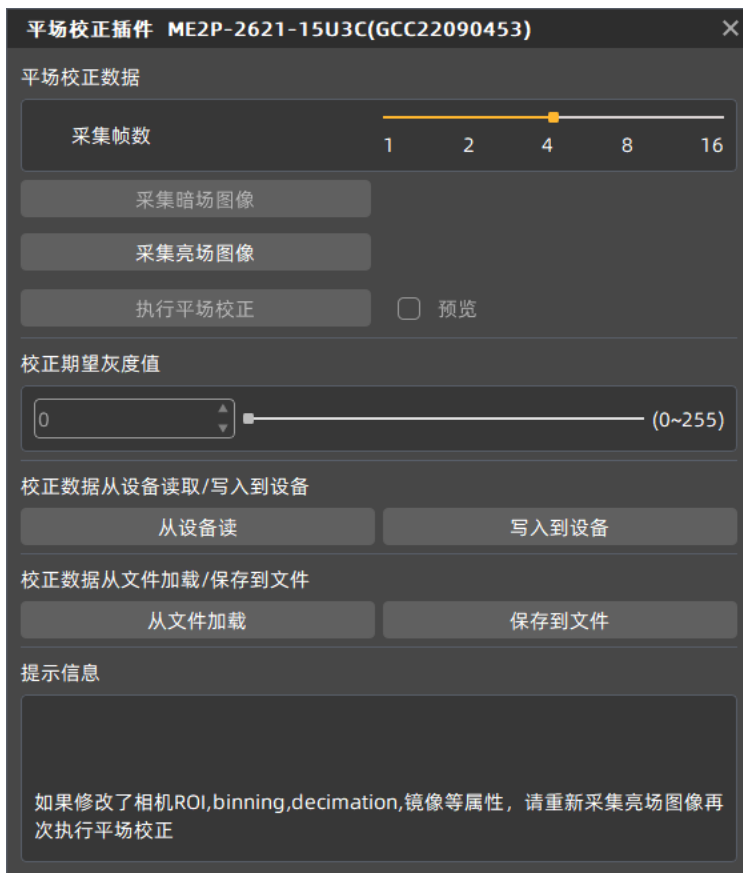 平场校正插件 ME2P-2621-15U3C(GCC22090453)
平场校正数据
采集帧数
1 2 4 8 16
采集暗场图像
采集亮场图像
执行平场校正 预览
校正期望灰度值
0 (0~255)
校正数据从设备读取/写入到设备
从设备读 写入到设备
校正数据从文件加载/保存到文件
从文件加载 保存到文件
提示信息
如果修改了相机ROI,binning,decimation,镜像等属性，请重新采集亮场图像再
次执行平场校正